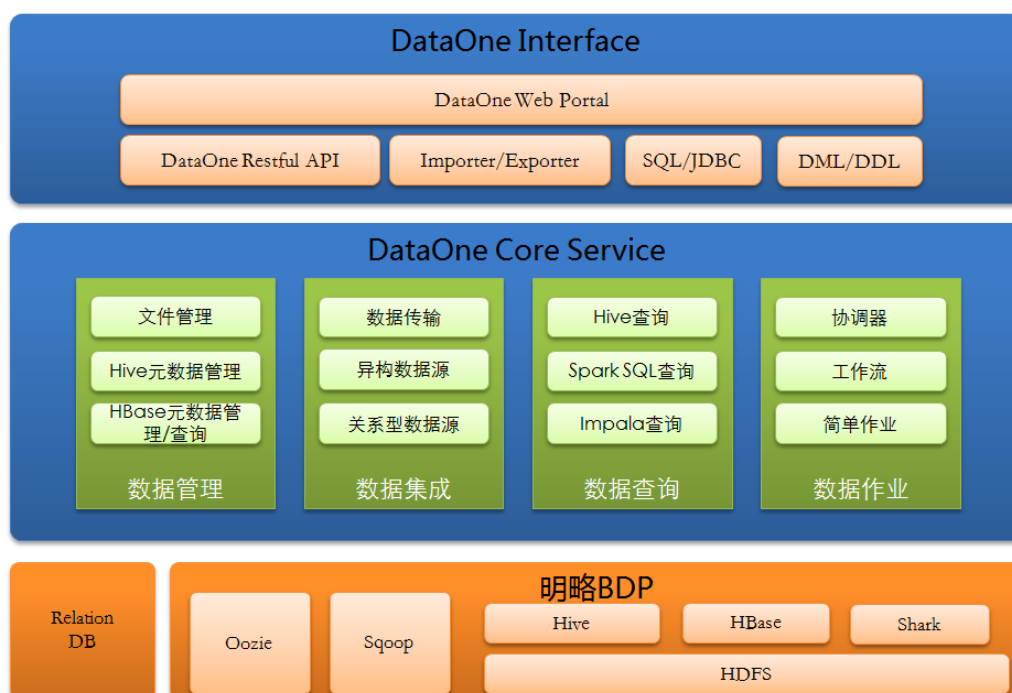 DataOne Interface
DataOne Web Portal
DataOne Restful API
Importer/Exporter
SQL/JDBC
DML/DDL
DataOne Core Service
文件管理
Hive元数据管理
HBase元数据管
理/查询
数据管理
数据传输
异构数据源
关系型数据源
数据集成
Hive查询
Spark SQL查询
Impala查询
数据查询
协调器
工作流
简单作业
数据作业
Relation
DB
明略BDP
Oozie
Sqoop
Hive
HBase
Shark
HDFS